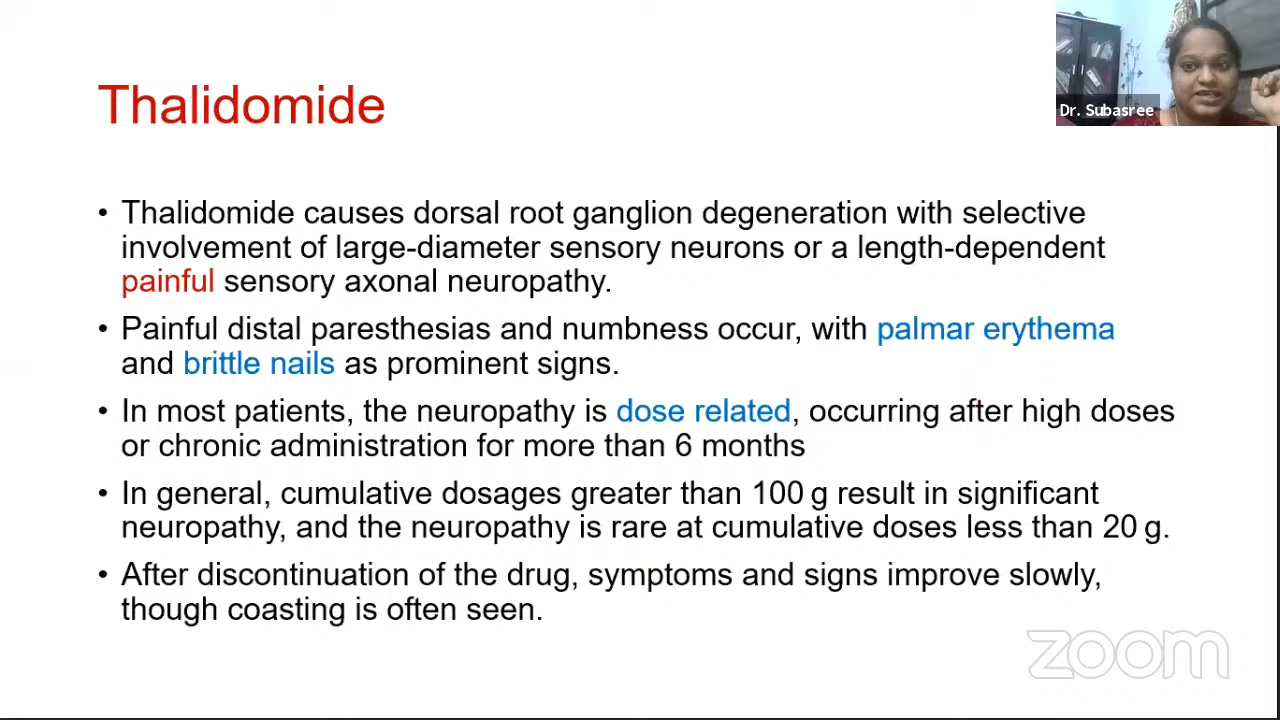 Thalidomide
Dr. Subasree
• Thalidomide causes dorsal root ganglion degeneration with selective
involvement of large-diameter sensory neurons or a length-dependent
painful sensory axonal neuropathy.
• Painful distal paresthesias and numbness occur, with palmar erythema
and brittle nails as prominent signs.
• In most patients, the neuropathy is dose related, occurring after high doses
or chronic administration for more than 6 months
• In general, cumulative dosages greater than 100 g result in significant
neuropathy, and the neuropathy is rare at cumulative doses less than 20 g.
• After discontinuation of the drug, symptoms and signs improve slowly,
though coasting is often seen.
zoom